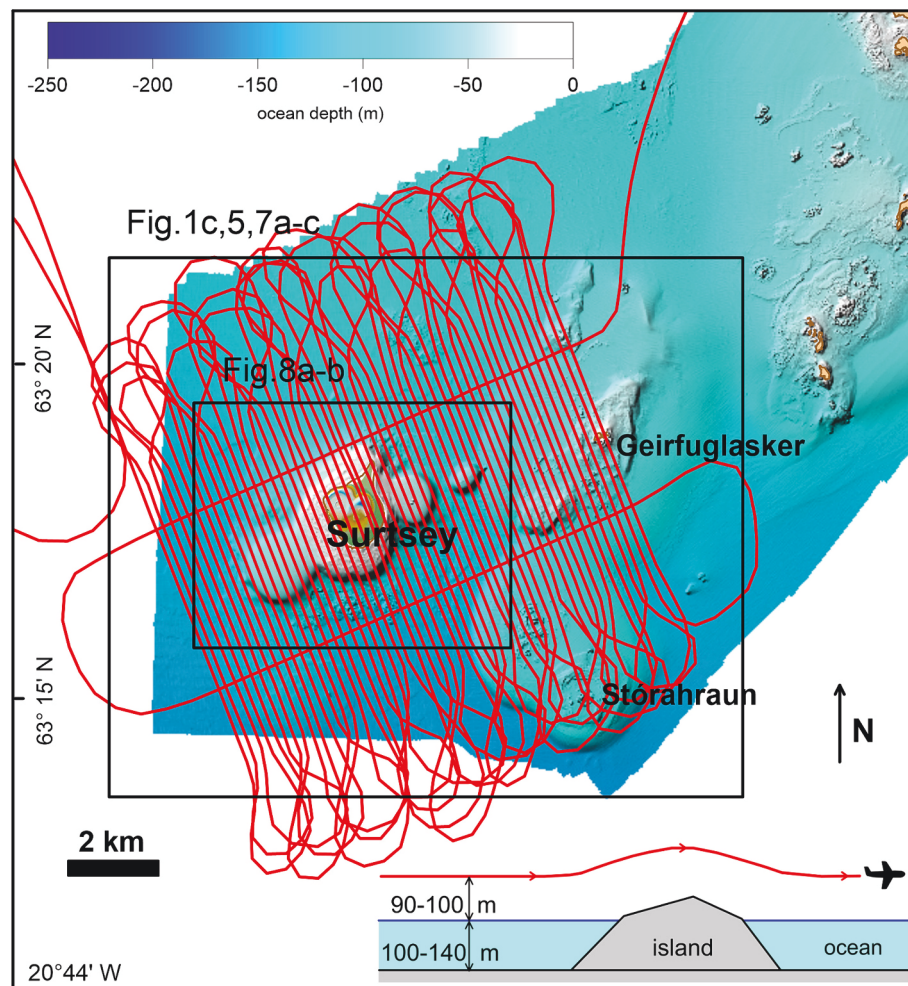 -250 -200 -150 -100 -50 0
ocean depth (m)
Fig.1c,5,7a-c
63° 20' N
Fig.8a-b
Geirfuglasker
Surtsey
63° 15' N
Stórahraun
N
2 km
90-100 m
100-140 m
island
ocean
20°44' W